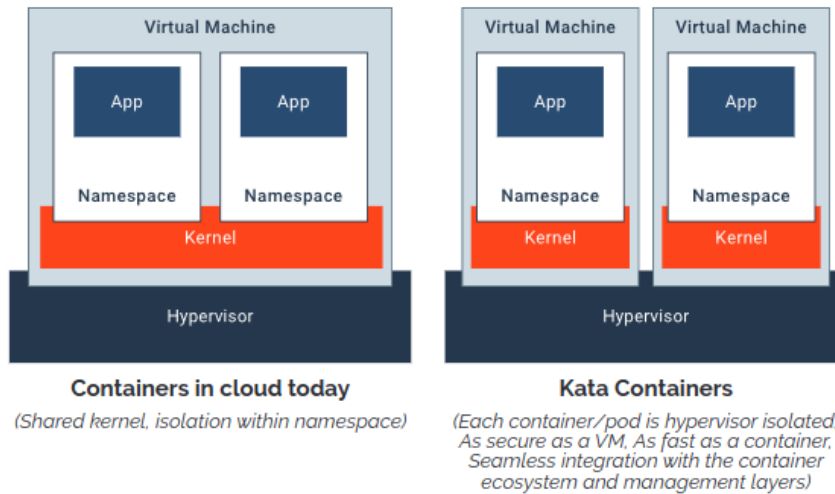 Virtual Machine
App
App
Namespace
Namespace
Kernel
Hypervisor
Containers in cloud today
(Shared kernel, isolation within namespace)
Virtual Machine
Virtual Machine
App
App
Namespace
Namespace
Kernel
Kernel
Hypervisor
Kata Containers
(Each container/pod is hypervisor isolated,
As secure as a VM, As fast as a container,
Seamless integration with the container
ecosystem and management layers)